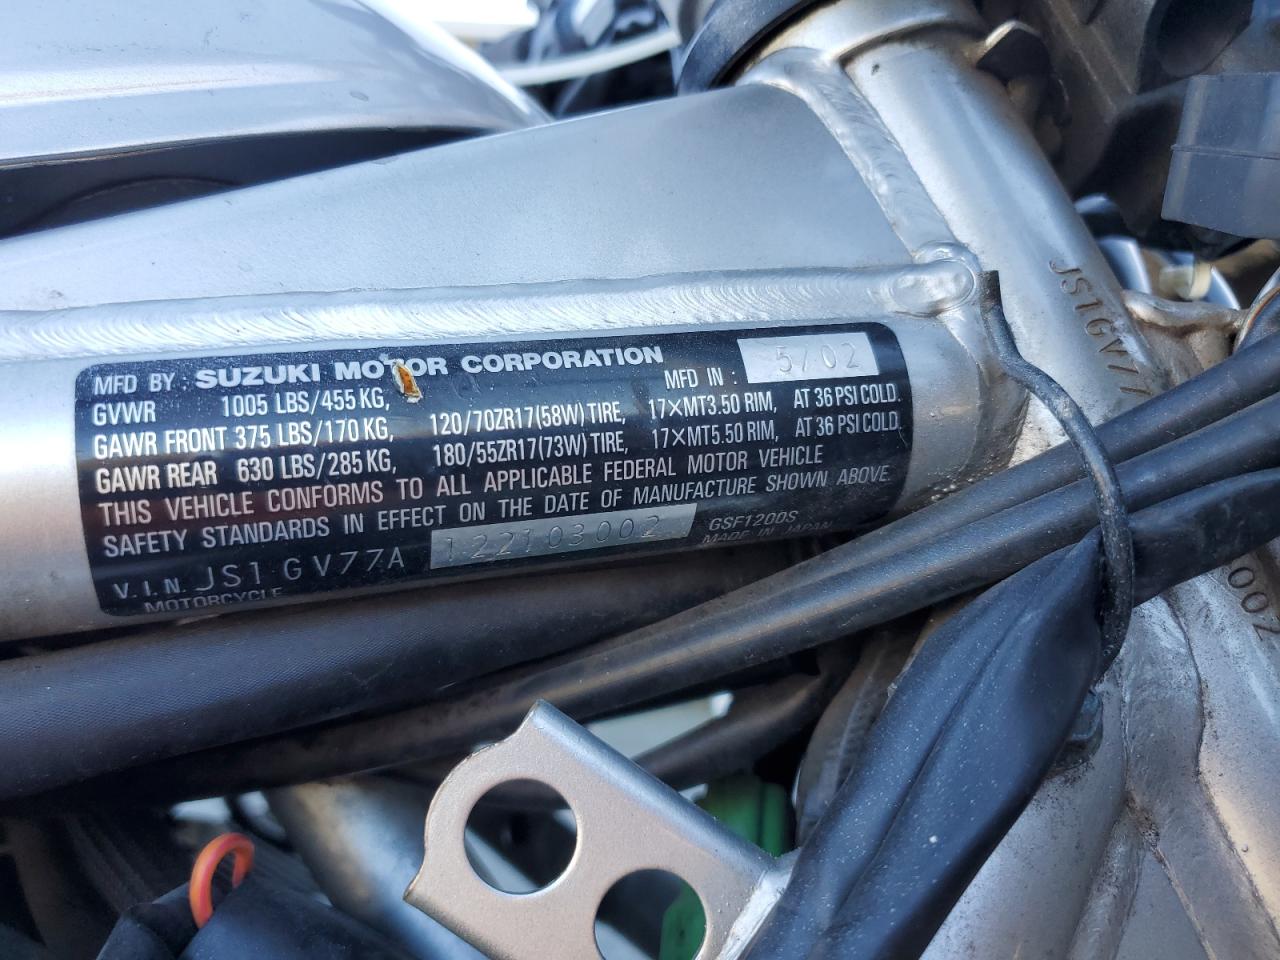 MFD BY: SUZUKI MOTOR CORPORATION
MFD IN: 5/02
GVWR 1005 LBS/455 KG,
GAWR FRONT 375 LBS/170 KG, 120/70ZR17(58W) TIRE, 17×MT3.50 RIM, AT 36 PSI COLD.
GAWR REAR 630 LBS/285 KG, 180/55ZR17(73W) TIRE, 17×MT5.50 RIM, AT 36 PSI COLD.
THIS VEHICLE CONFORMS TO ALL APPLICABLE FEDERAL MOTOR VEHICLE
SAFETY STANDARDS IN EFFECT ON THE DATE OF MANUFACTURE SHOWN ABOVE.
V.I.N. JS1GV77A 122103002 GSF1200S
MOTORCYCLE MADE IN JAPAN
JS1GV77